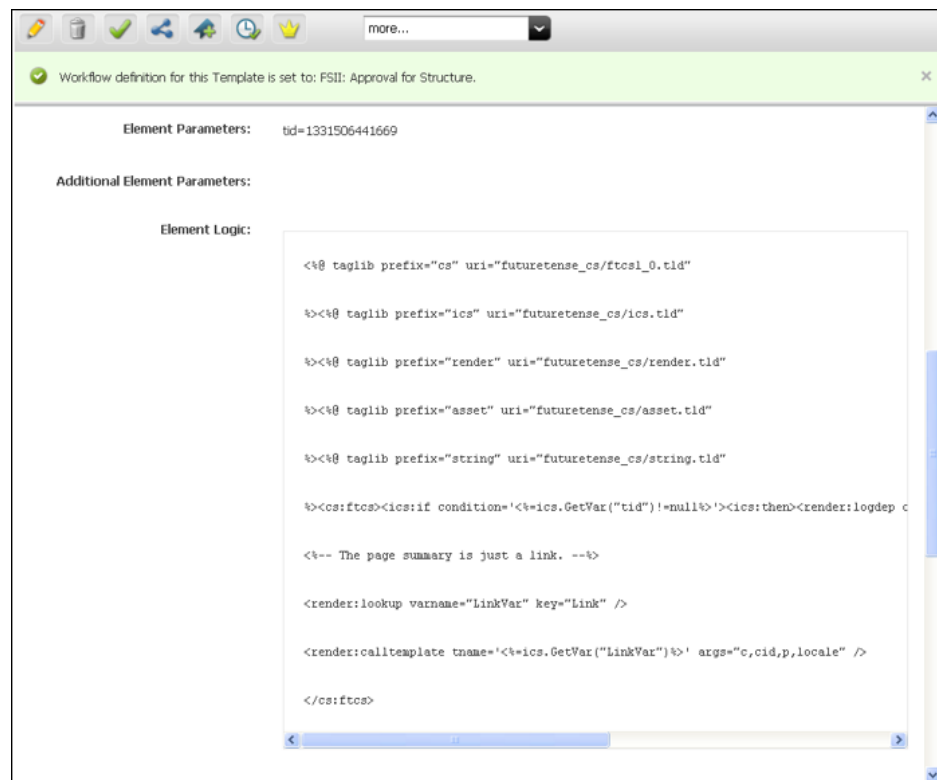 more...
Workflow definition for this Template is set to: FSII: Approval for Structure.
Element Parameters: tid=1331506441669
Additional Element Parameters:
Element Logic:
<%@ taglib prefix="cs" uri="futuretense_cs/ftcs1_0.tld"
%><%@ taglib prefix="ics" uri="futuretense_cs/ics.tld"
%><%@ taglib prefix="render" uri="futuretense_cs/render.tld"
%><%@ taglib prefix="asset" uri="futuretense_cs/asset.tld"
%><%@ taglib prefix="string" uri="futuretense_cs/string.tld"
%><cs:ftcs><ics:if condition='<%=ics.GetVar("tid")!=null%>'><ics:then><render:logdep c
<%-- The page summary is just a link. --%>
<render:lookup varname="LinkVar" key="Link" />
<render:calltemplate tname='<%=ics.GetVar("LinkVar")%>' args="c,cid,p,locale" />
</cs:ftcs>